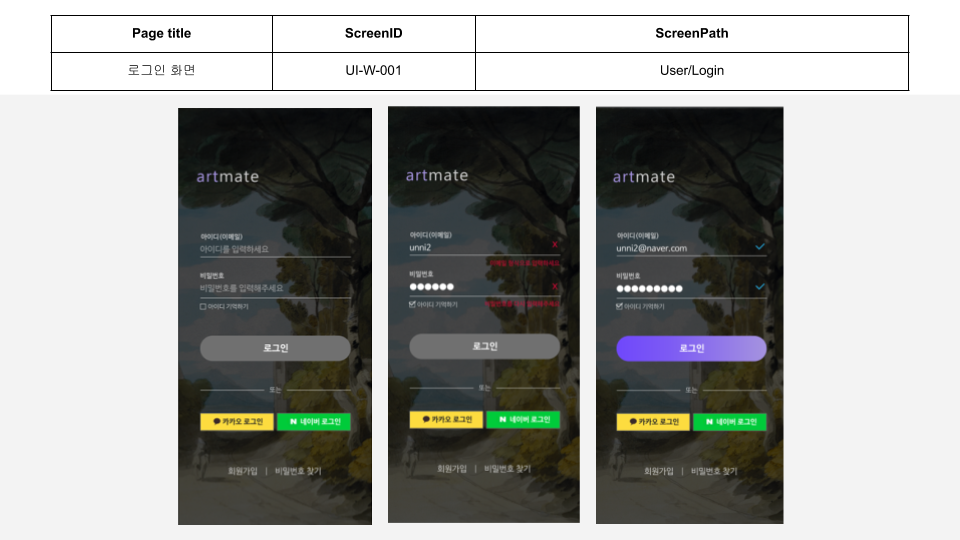 Page title ScreenID ScreenPath
로그인 화면 UI-W-001 User/Login
artmate
아이디(이메일)
아이디를 입력하세요
비밀번호
비밀번호를 입력해주세요
아이디 기억하기
로그인
또는
카카오 로그인 N 네이버 로그인
회원가입 | 비밀번호 찾기
artmate
아이디(이메일)
unni2 X
비밀번호
●●●●●● X
아이디 기억하기
로그인
또는
카카오 로그인 N 네이버 로그인
회원가입 | 비밀번호 찾기
artmate
아이디(이메일)
unni2@naver.com
비밀번호
●●●●●●●●●
아이디 기억하기
로그인
또는
카카오 로그인 N 네이버 로그인
회원가입 | 비밀번호 찾기